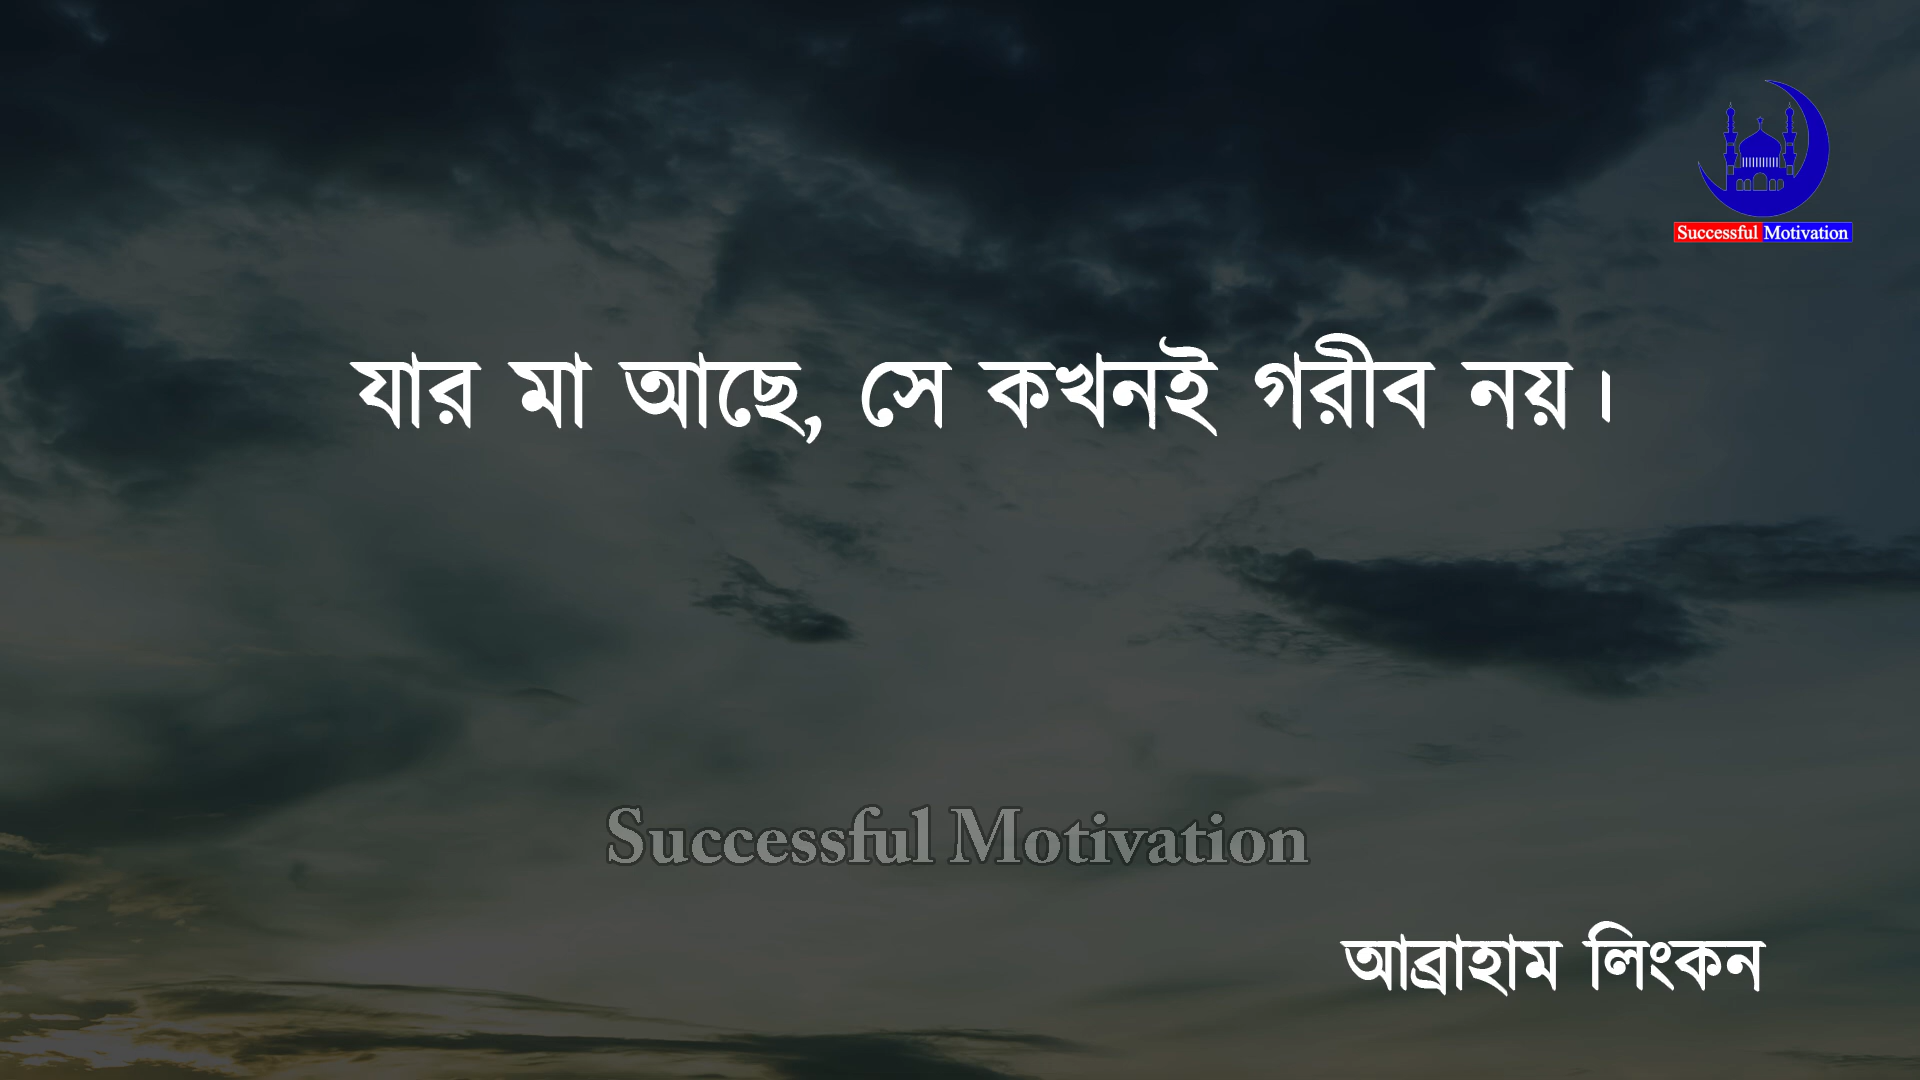 Successful Motivation
যার মা আছে, সে কখনই গরীব নয়।
Successful Motivation
আব্রাহাম লিংকন